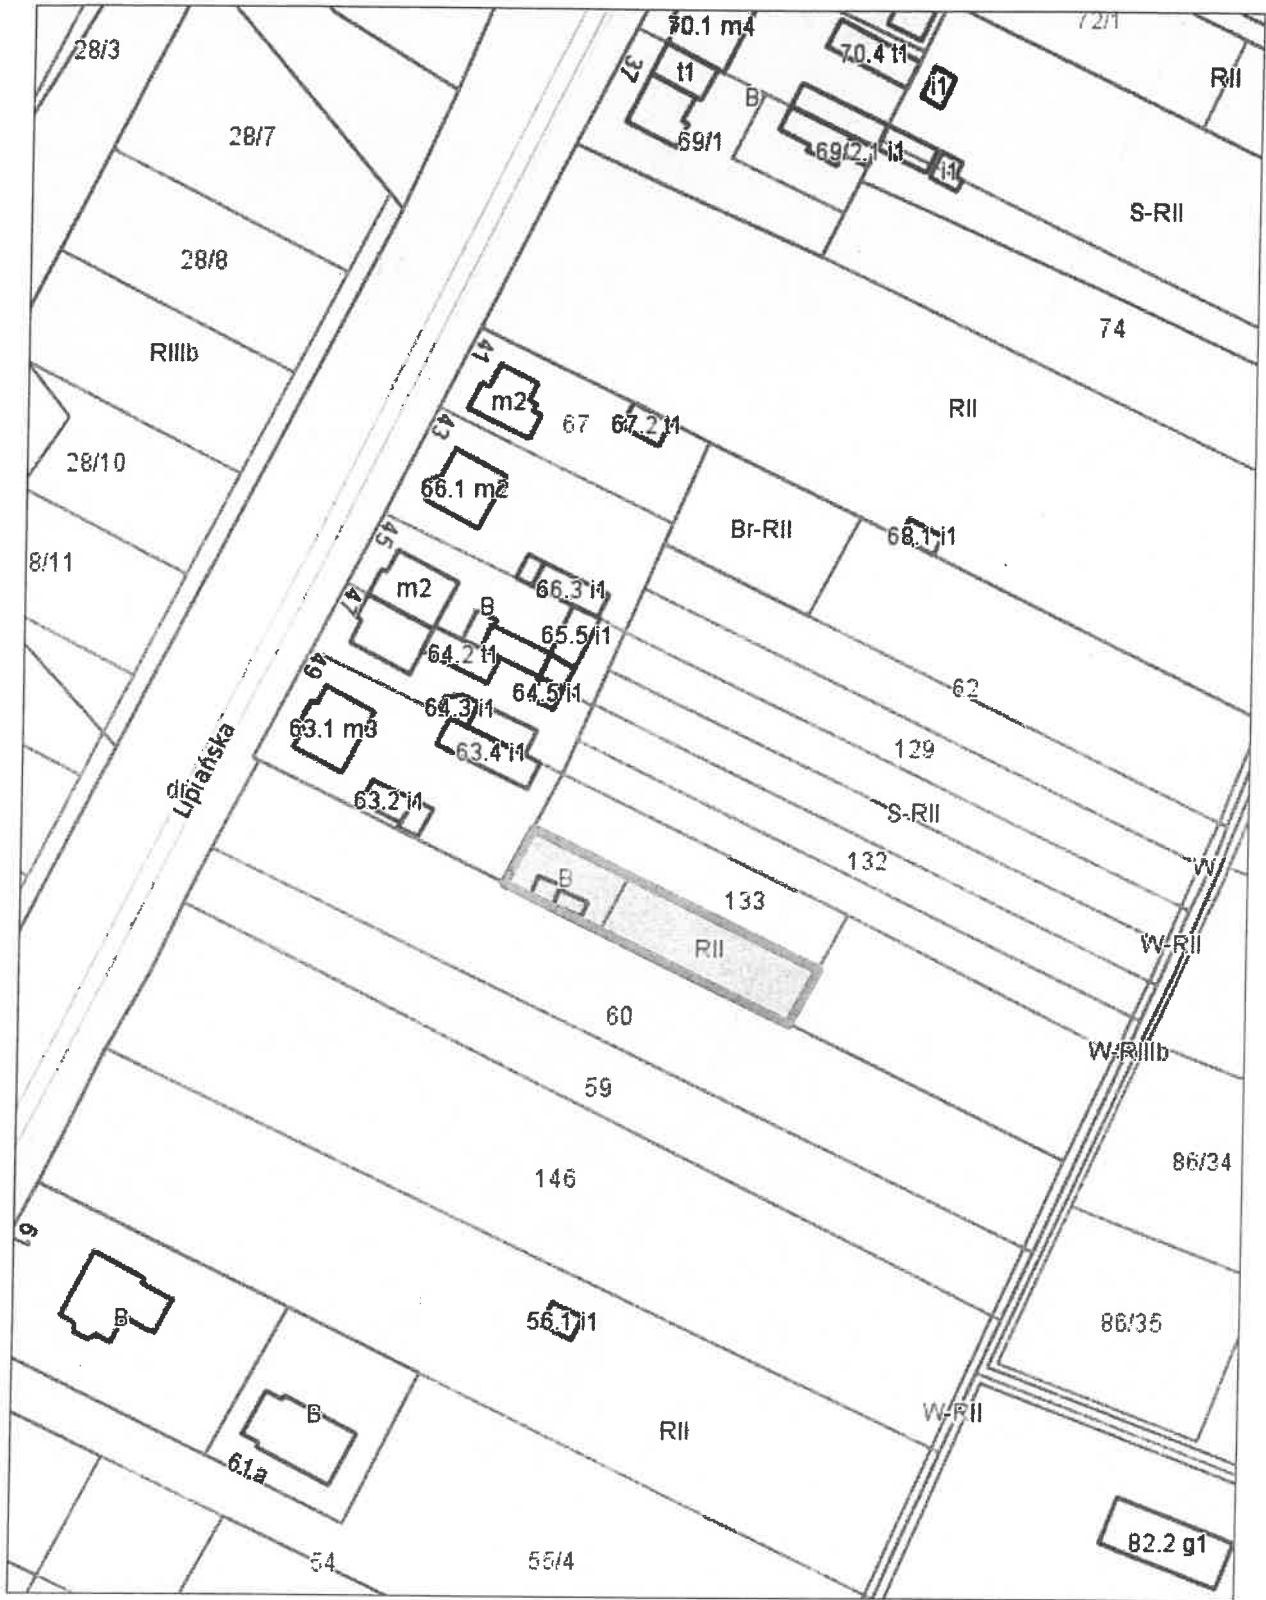 28/3
70.1 m4
72/1
37
t1
70.4 t1
i1
RII
B
28/7
69/1
69/2.1 i1
i1
S-RII
28/8
74
RIIIb
41
m2
67
67.2 t1
RII
43
28/10
66.1 m2
45
Br-RII
68.1 i1
8/11
m2
66.3 i1
47
B
65.5 i1
64.2 t1
49
64.5 i1
62
64.3 i1
63.1 m3
63.4 i1
129
Lipiańska
63.2 i1
S-RII
132
W
B
133
RII
W-RII
60
W-RIIIb
59
146
86/34
61
B
56.1 i1
86/35
B
RII
W-RII
61a
54
55/4
82.2 g1